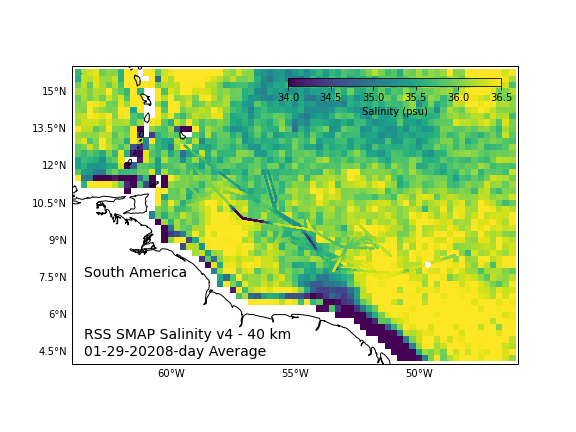 15°N
13.5°N
12°N
10.5°N
9°N
7.5°N
6°N
4.5°N
34.0 34.5 35.0 35.5 36.0 36.5
Salinity (psu)
South America
RSS SMAP Salinity v4 - 40 km
01-29-20208-day Average
60°W 55°W 50°W